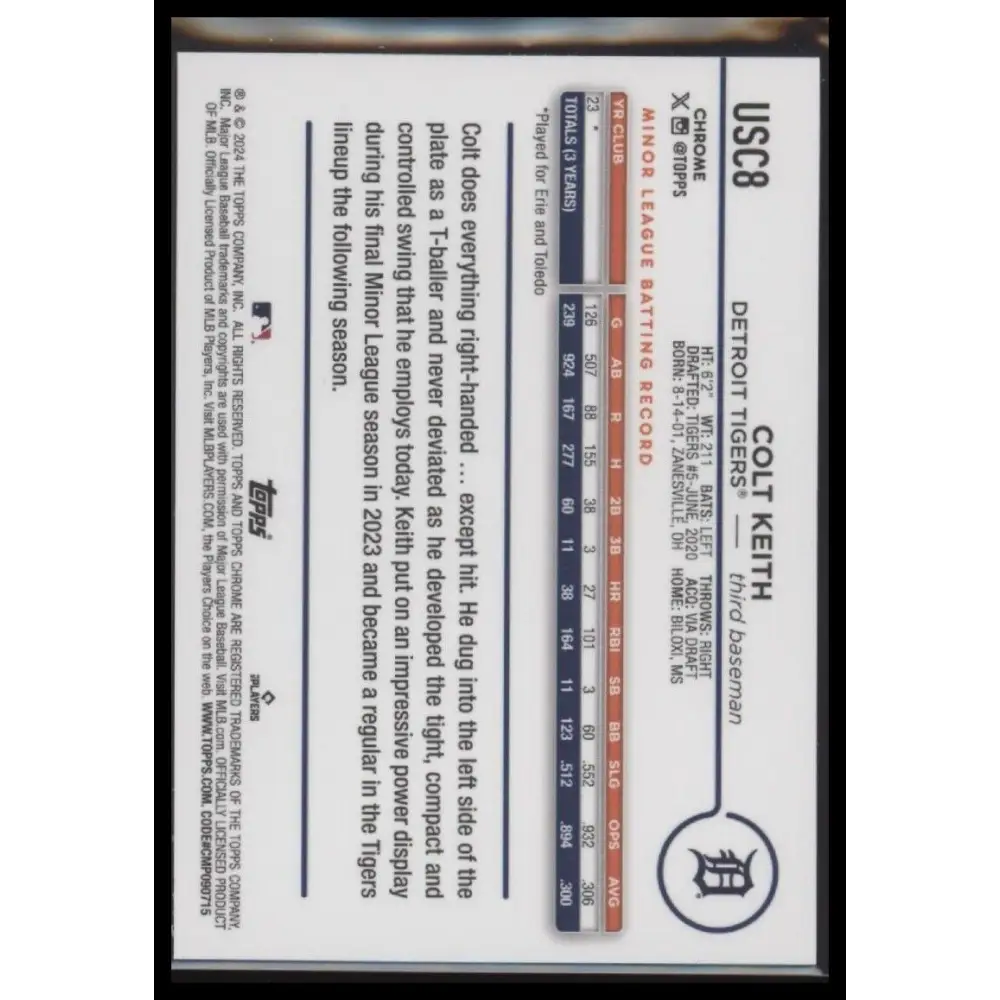 USC8
COLT KEITH
DETROIT TIGERS® — third baseman
CHROME
X @TOPPS
HT: 6'2" WT: 211 BATS: LEFT THROWS: RIGHT
DRAFTED: TIGERS #5-JUNE, 2020 ACQ: VIA DRAFT
BORN: 8-14-01, ZANESVILLE, OH HOME: BILOXI, MS
MINOR LEAGUE BATTING RECORD
YR CLUB G AB R H 2B 3B HR RBI SB BB SLG OPS AVG
23 * 126 507 88 155 38 3 27 101 3 60 .552 .932 .306
TOTALS (3 YEARS) 239 924 167 277 60 11 38 164 11 123 .512 .894 .300
*Played for Erie and Toledo
Colt does everything right-handed ... except hit. He dug into the left side of the
plate as a T-baller and never deviated as he developed the tight, compact and
controlled swing that he employs today. Keith put on an impressive power display
during his final Minor League season in 2023 and became a regular in the Tigers
lineup the following season.
topps®
PLAYERS
® & © 2024 THE TOPPS COMPANY, INC. ALL RIGHTS RESERVED. TOPPS AND TOPPS CHROME ARE REGISTERED TRADEMARKS OF THE TOPPS COMPANY,
INC. Major League Baseball trademarks and copyrights are used with permission of Major League Baseball. Visit MLB.com. OFFICIALLY LICENSED PRODUCT
OF MLB. Officially Licensed Product of MLB Players, Inc. Visit MLBPLAYERS.COM, the Players Choice on the web. WWW.TOPPS.COM. CODE#CMP090715